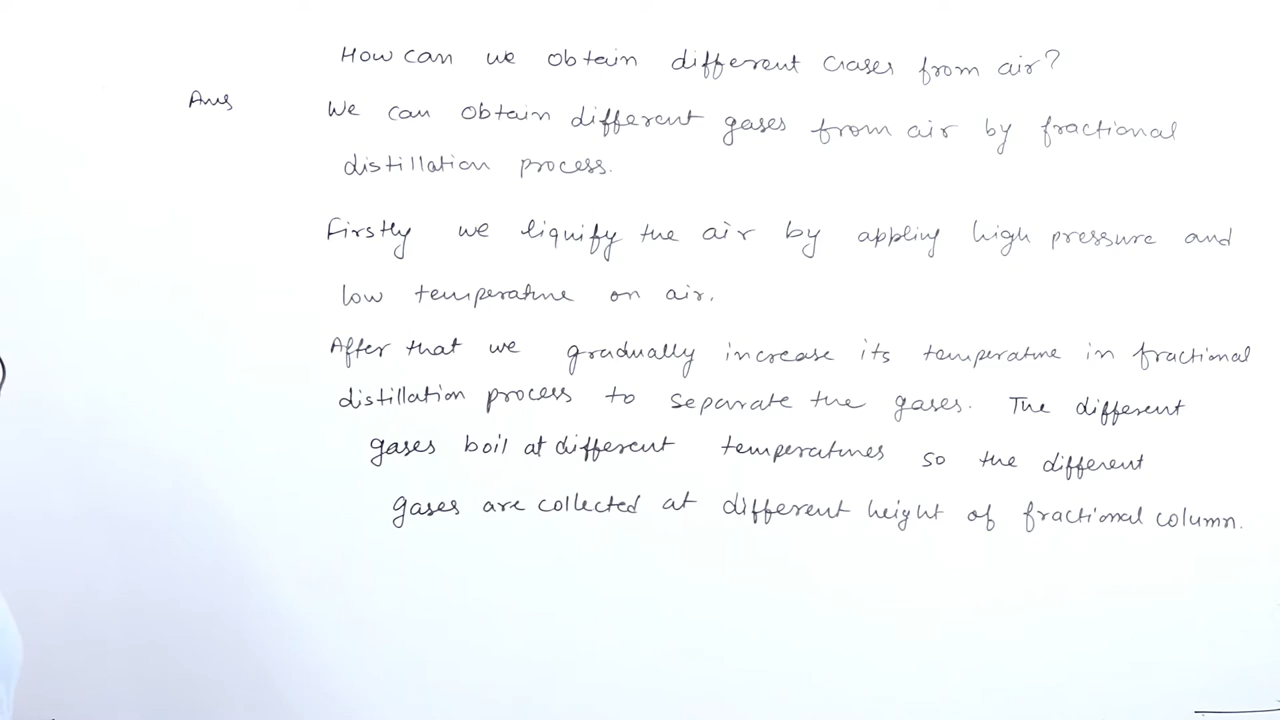 How can we obtain different Gases from air?
Ans We can obtain different gases from air by fractional
distillation process.
Firstly we liquify the air by appling high pressure and
low temperature on air.
After that we gradually increase its temperature in fractional
distillation process to separate the gases. The different
gases boil at different temperatures so the different
gases are collected at different height of fractional column.